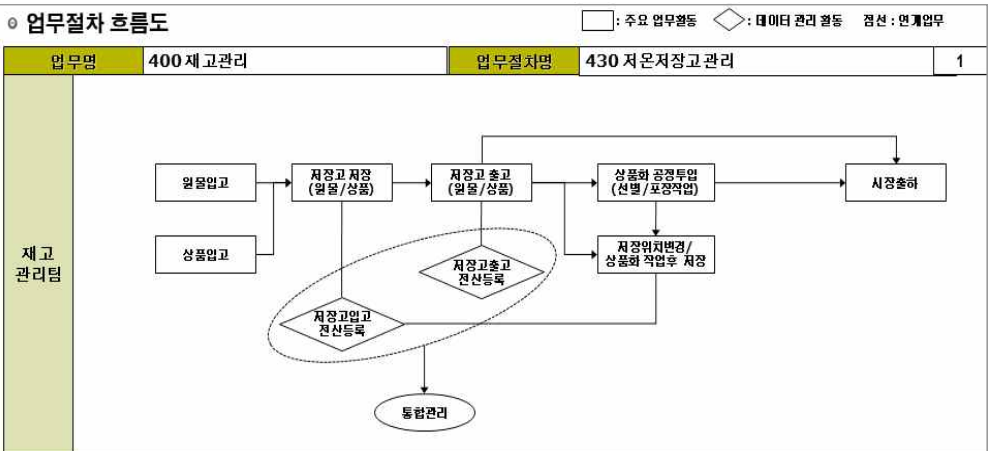 업무절차 흐름도
: 주요 업무활동 : 데이터 관리 활동 점선 : 연계업무
업무명 400 재고관리 업무절차명 430 저온저장고관리 1
재고
관리팀
원물입고
상품입고
저장고 저장
(원물/상품)
저장고 출고
(원물/상품)
상품화 공정투입
(선별/포장작업)
시장출하
저장위치변경/
상품화 작업후 저장
저장고출고
전산등록
저장고입고
전산등록
통합관리